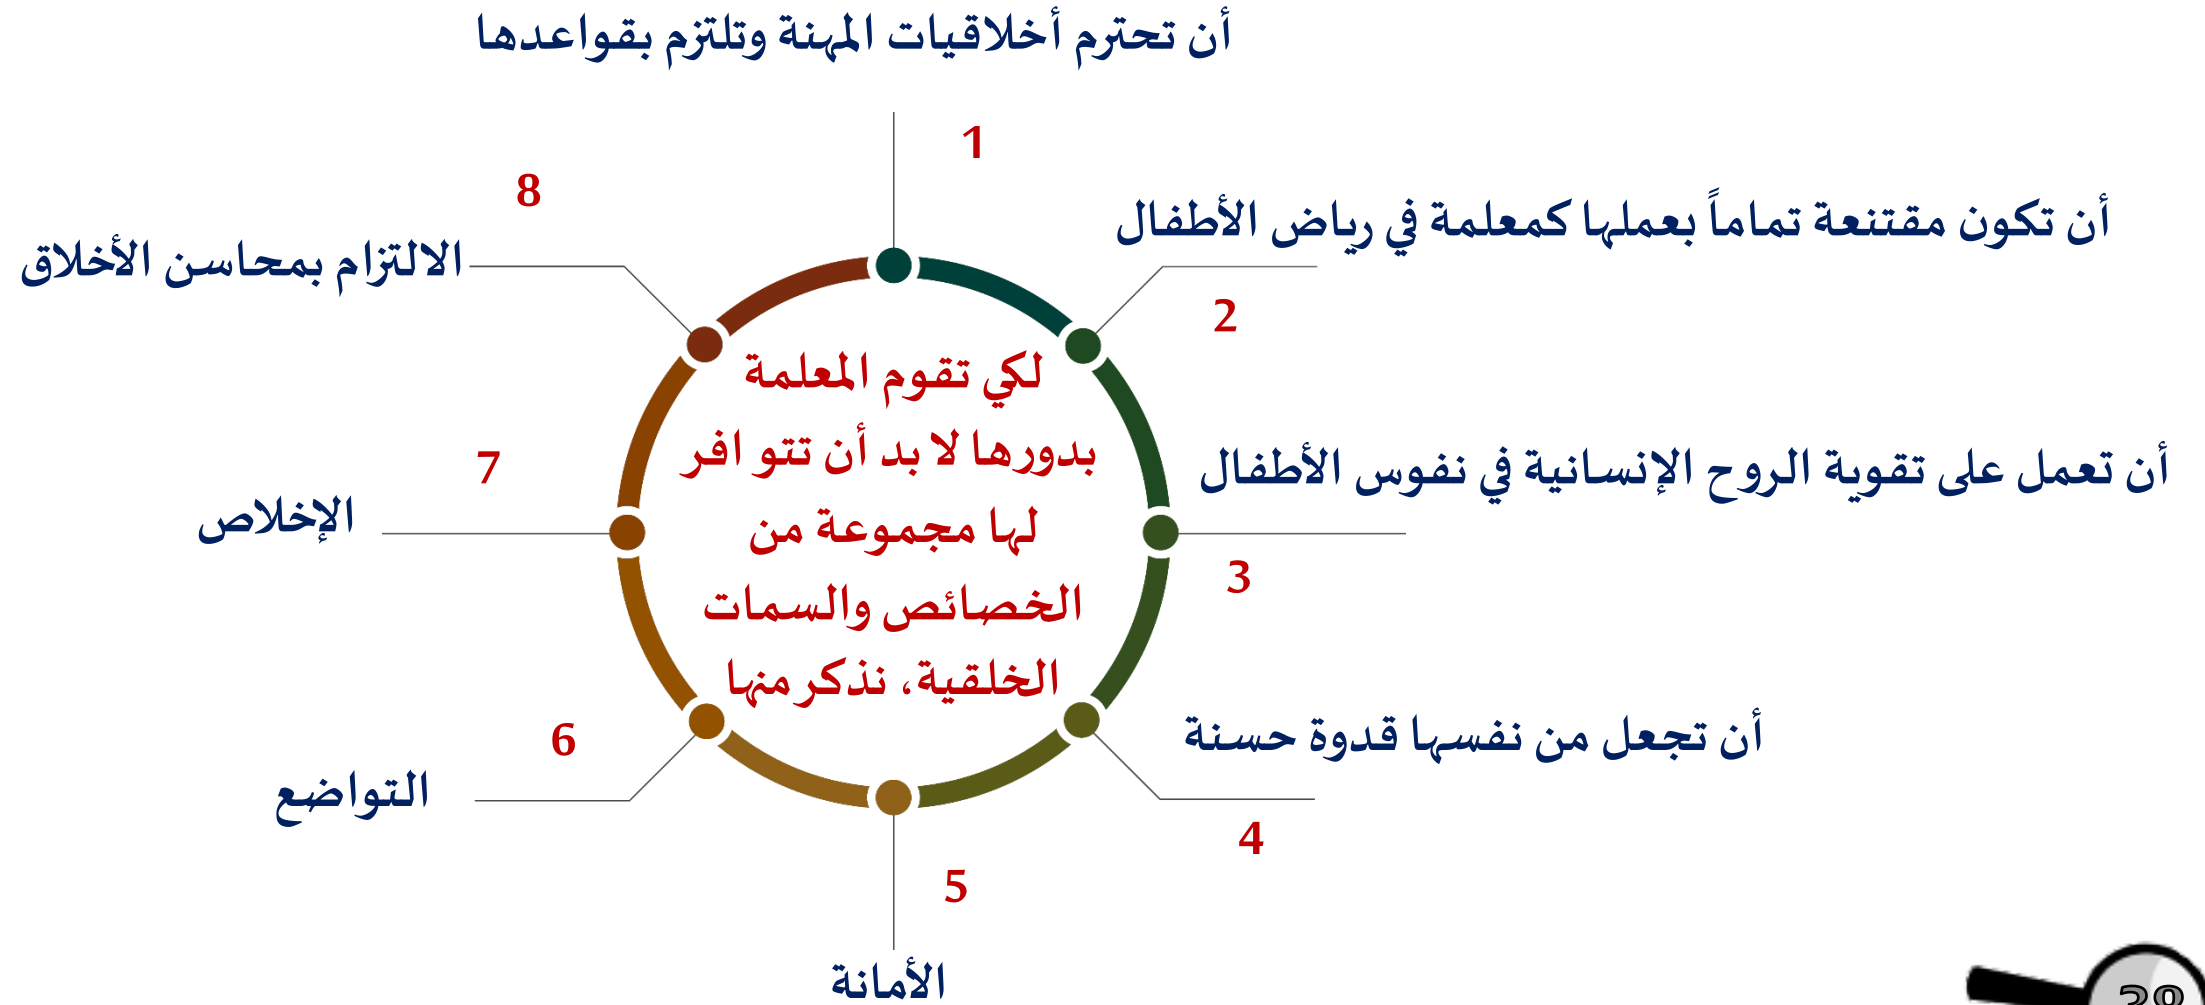 أن تحترم أخلاقيات المهنة وتلتزم بقواعدها
1
أن تكون مقتنعة تماماً بعملها كمعلمة في رياض الأطفال
2
أن تعمل على تقوية الروح الإنسانية في نفوس الأطفال
3
أن تجعل من نفسها قدوة حسنة
4
5
الأمانة
6
التواضع
7
الإخلاص
8
الالتزام بمحاسن الأخلاق
لكي تقوم المعلمة
بدورها لا بد أن تتوافر
لها مجموعة من
الخصائص والسمات
الخلقية، نذكر منها